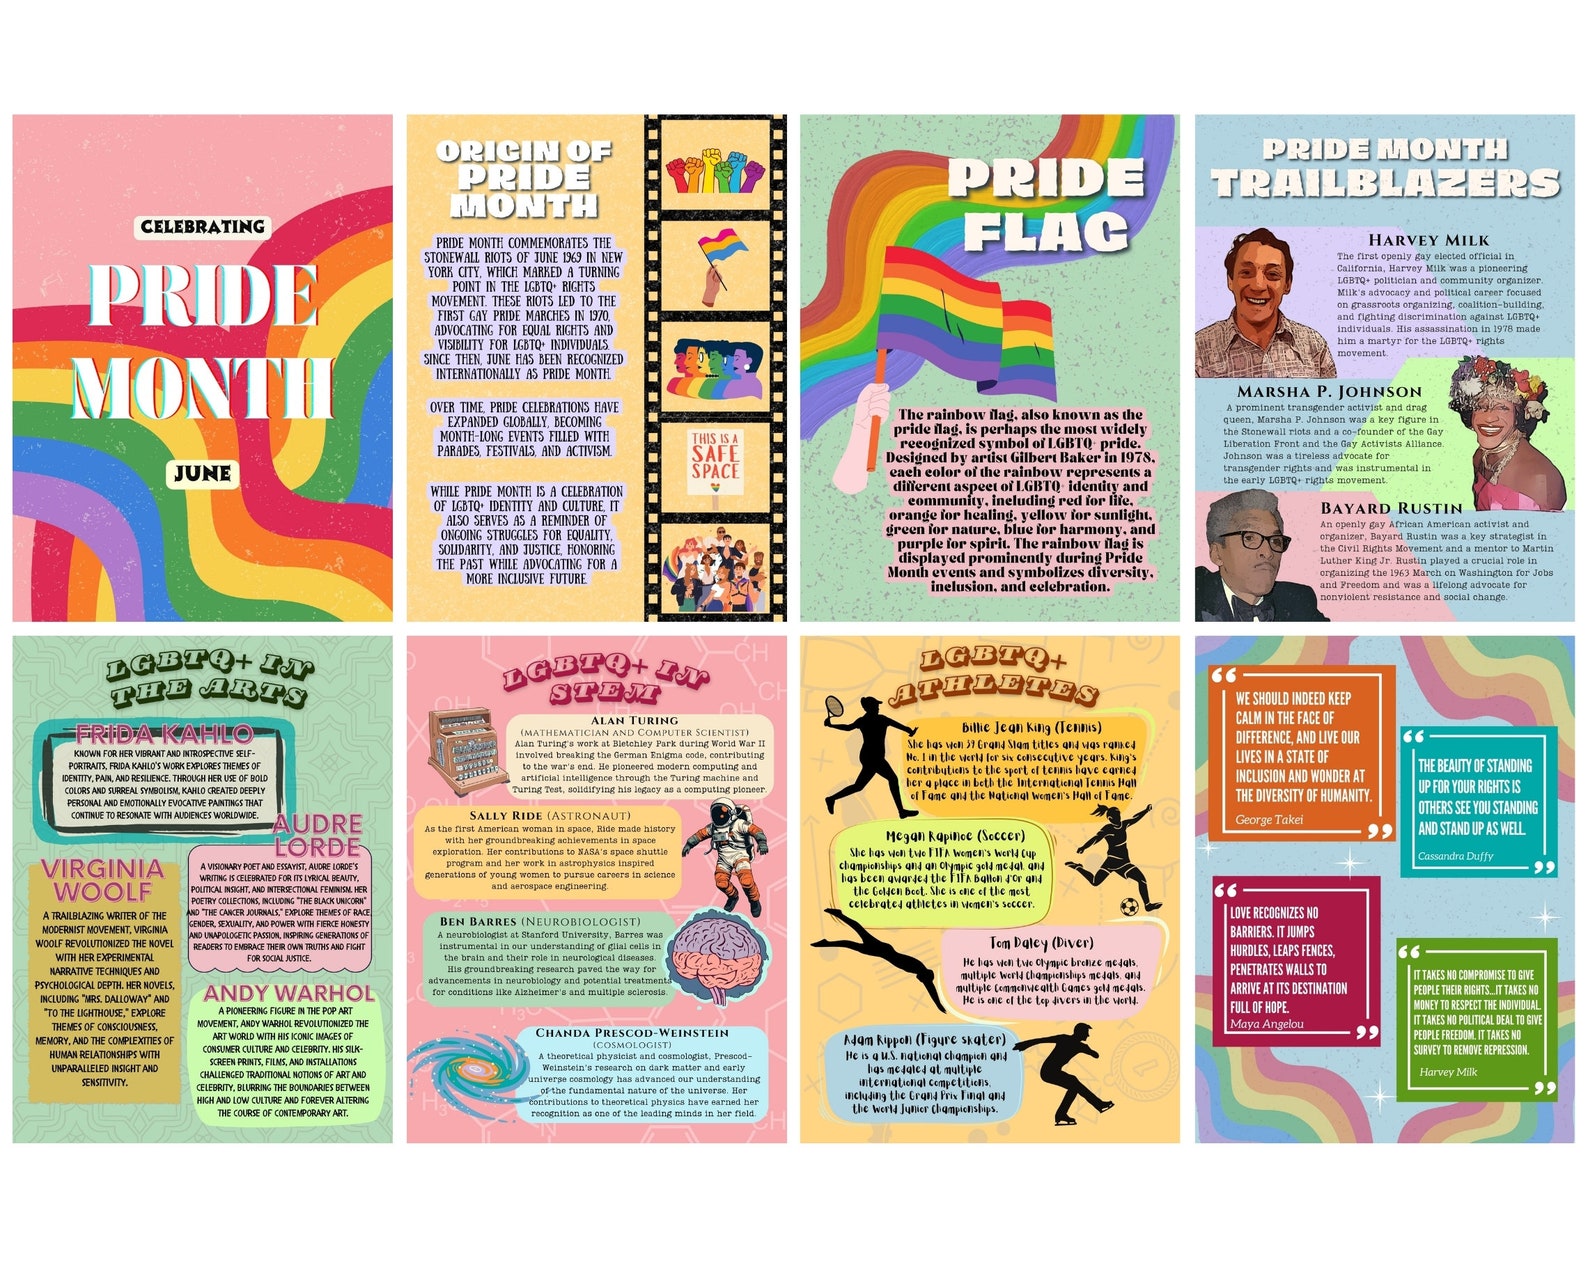 CELEBRATING
PRIDE
MONTH
JUNE
ORIGIN OF
PRIDE
MONTH
PRIDE MONTH COMMEMORATES THE
STONEWALL RIOTS OF JUNE 1969 IN NEW
YORK CITY, WHICH MARKED A TURNING
POINT IN THE LGBTQ+ RIGHTS
MOVEMENT. THESE RIOTS LED TO THE
FIRST GAY PRIDE MARCHES IN 1970,
ADVOCATING FOR EQUAL RIGHTS AND
VISIBILITY FOR LGBTQ+ INDIVIDUALS.
SINCE THEN, JUNE HAS BEEN RECOGNIZED
INTERNATIONALLY AS PRIDE MONTH.
OVER TIME, PRIDE CELEBRATIONS HAVE
EXPANDED GLOBALLY, BECOMING
MONTH-LONG EVENTS FILLED WITH
PARADES, FESTIVALS, AND ACTIVISM.
WHILE PRIDE MONTH IS A CELEBRATION
OF LGBTQ+ IDENTITY AND CULTURE, IT
ALSO SERVES AS A REMINDER OF
ONGOING STRUGGLES FOR EQUALITY,
SOLIDARITY, AND JUSTICE, HONORING
THE PAST WHILE ADVOCATING FOR A
MORE INCLUSIVE FUTURE.
THIS IS A
SAFE
SPACE
PRIDE
FLAG
The rainbow flag, also known as the
pride flag, is perhaps the most widely
recognized symbol of LGBTQ+ pride.
Designed by artist Gilbert Baker in 1978,
each color of the rainbow represents a
different aspect of LGBTQ+ identity and
community, including red for life,
orange for healing, yellow for sunlight,
green for nature, blue for harmony, and
purple for spirit. The rainbow flag is
displayed prominently during Pride
Month events and symbolizes diversity,
inclusion, and celebration.
PRIDE MONTH
TRAILBLAZERS
HARVEY MILK
The first openly gay elected official in
California, Harvey Milk was a pioneering
LGBTQ+ politician and community organizer.
Milk's advocacy and political career focused
on grassroots organizing, coalition-building,
and fighting discrimination against LGBTQ+
individuals. His assassination in 1978 made
him a martyr for the LGBTQ+ rights
movement.
MARSHA P. JOHNSON
A prominent transgender activist and drag
queen, Marsha P. Johnson was a key figure in
the Stonewall riots and a co-founder of the Gay
Liberation Front and the Gay Activists Alliance.
Johnson was a tireless advocate for
transgender rights and was instrumental in
the early LGBTQ+ rights movement.
BAYARD RUSTIN
An openly gay African American activist and
organizer, Bayard Rustin was a key strategist in
the Civil Rights Movement and a mentor to Martin
Luther King Jr. Rustin played a crucial role in
organizing the 1963 March on Washington for Jobs
and Freedom and was a lifelong advocate for
nonviolent resistance and social change.
LGBTQ+ IN
THE ARTS
FRIDA KAHLO
KNOWN FOR HER VIBRANT AND INTROSPECTIVE SELF-
PORTRAITS, FRIDA KAHLO'S WORK EXPLORES THEMES OF
IDENTITY, PAIN, AND RESILIENCE. THROUGH HER USE OF BOLD
COLORS AND SURREAL SYMBOLISM, KAHLO CREATED DEEPLY
PERSONAL AND EMOTIONALLY EVOCATIVE PAINTINGS THAT
CONTINUE TO RESONATE WITH AUDIENCES WORLDWIDE.
AUDRE
LORDE
A VISIONARY POET AND ESSAYIST, AUDRE LORDE'S
WRITING IS CELEBRATED FOR ITS LYRICAL BEAUTY,
POLITICAL INSIGHT, AND INTERSECTIONAL FEMINISM. HER
POETRY COLLECTIONS, INCLUDING "THE BLACK UNICORN"
AND "THE CANCER JOURNALS," EXPLORE THEMES OF RACE,
GENDER, SEXUALITY, AND POWER WITH FIERCE HONESTY
AND UNAPOLOGETIC PASSION, INSPIRING GENERATIONS OF
READERS TO EMBRACE THEIR OWN TRUTHS AND FIGHT
FOR SOCIAL JUSTICE.
VIRGINIA
WOOLF
A TRAILBLAZING WRITER OF THE
MODERNIST MOVEMENT, VIRGINIA
WOOLF REVOLUTIONIZED THE NOVEL
WITH HER EXPERIMENTAL
NARRATIVE TECHNIQUES AND
PSYCHOLOGICAL DEPTH. HER NOVELS,
INCLUDING "MRS. DALLOWAY" AND
"TO THE LIGHTHOUSE," EXPLORE
THEMES OF CONSCIOUSNESS,
MEMORY, AND THE COMPLEXITIES OF
HUMAN RELATIONSHIPS WITH
UNPARALLELED INSIGHT AND
SENSITIVITY.
ANDY WARHOL
A PIONEERING FIGURE IN THE POP ART
MOVEMENT, ANDY WARHOL REVOLUTIONIZED THE
ART WORLD WITH HIS ICONIC IMAGES OF
CONSUMER CULTURE AND CELEBRITY. HIS SILK-
SCREEN PRINTS, FILMS, AND INSTALLATIONS
CHALLENGED TRADITIONAL NOTIONS OF ART AND
CELEBRITY, BLURRING THE BOUNDARIES BETWEEN
HIGH AND LOW CULTURE AND FOREVER ALTERING
THE COURSE OF CONTEMPORARY ART.
LGBTQ+ IN
STEM
ALAN TURING
(MATHEMATICIAN AND COMPUTER SCIENTIST)
Alan Turing's work at Bletchley Park during World War II
involved breaking the German Enigma code, contributing
to the war's end. He pioneered modern computing and
artificial intelligence through the Turing machine and
Turing Test, solidifying his legacy as a computing pioneer.
SALLY RIDE (ASTRONAUT)
As the first American woman in space, Ride made history
with her groundbreaking achievements in space
exploration. Her contributions to NASA's space shuttle
program and her work in astrophysics inspired
generations of young women to pursue careers in science
and aerospace engineering.
BEN BARRES (NEUROBIOLOGIST)
A neurobiologist at Stanford University, Barres was
instrumental in our understanding of glial cells in
the brain and their role in neurological diseases.
His groundbreaking research paved the way for
advancements in neurobiology and potential treatments
for conditions like Alzheimer's and multiple sclerosis.
CHANDA PRESCOD-WEINSTEIN
(COSMOLOGIST)
A theoretical physicist and cosmologist, Prescod-
Weinstein's research on dark matter and early
universe cosmology has advanced our understanding
of the fundamental nature of the universe. Her
contributions to theoretical physics have earned her
recognition as one of the leading minds in her field.
LGBTQ+
ATHLETES
Billie Jean King (Tennis)
She has won 39 Grand Slam titles and was ranked
No. 1 in the world for six consecutive years. King's
contributions to the sport of tennis have earned
her a place in both the International Tennis Hall
of Fame and the National Women's Hall of Fame.
Megan Rapinoe (Soccer)
She has won two FIFA Women's World Cup
championships and an Olympic gold medal and
has been awarded the FIFA Ballon d'Or and
the Golden Boot. She is one of the most
celebrated athletes in women's soccer.
Tom Daley (Diver)
He has won two Olympic bronze medals,
multiple World Championships medals, and
multiple Commonwealth Games gold medals.
He is one of the top divers in the world.
Adam Rippon (Figure skater)
He is a U.S. national champion and
has medaled at multiple
international competitions,
including the Grand Prix Final and
the World Junior Championships.
WE SHOULD INDEED KEEP
CALM IN THE FACE OF
DIFFERENCE, AND LIVE OUR
LIVES IN A STATE OF
INCLUSION AND WONDER AT
THE DIVERSITY OF HUMANITY.
George Takei
THE BEAUTY OF STANDING
UP FOR YOUR RIGHTS IS
OTHERS SEE YOU STANDING
AND STAND UP AS WELL.
Cassandra Duffy
LOVE RECOGNIZES NO
BARRIERS. IT JUMPS
HURDLES, LEAPS FENCES,
PENETRATES WALLS TO
ARRIVE AT ITS DESTINATION
FULL OF HOPE.
Maya Angelou
IT TAKES NO COMPROMISE TO GIVE
PEOPLE THEIR RIGHTS...IT TAKES NO
MONEY TO RESPECT THE INDIVIDUAL.
IT TAKES NO POLITICAL DEAL TO GIVE
PEOPLE FREEDOM. IT TAKES NO
SURVEY TO REMOVE REPRESSION.
Harvey Milk